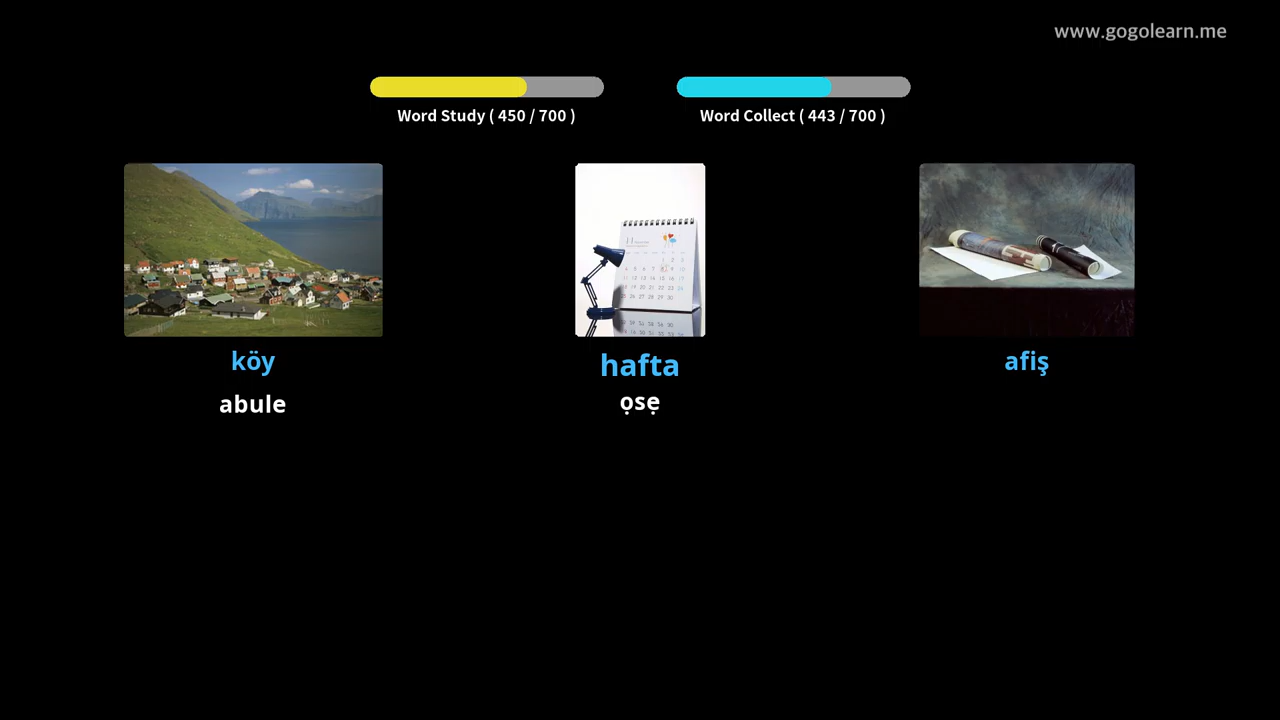 www.gogolearn.me
Word Study ( 450 / 700 )
Word Collect ( 443 / 700 )
köy
hafta
afiş
abule
ọsẹ